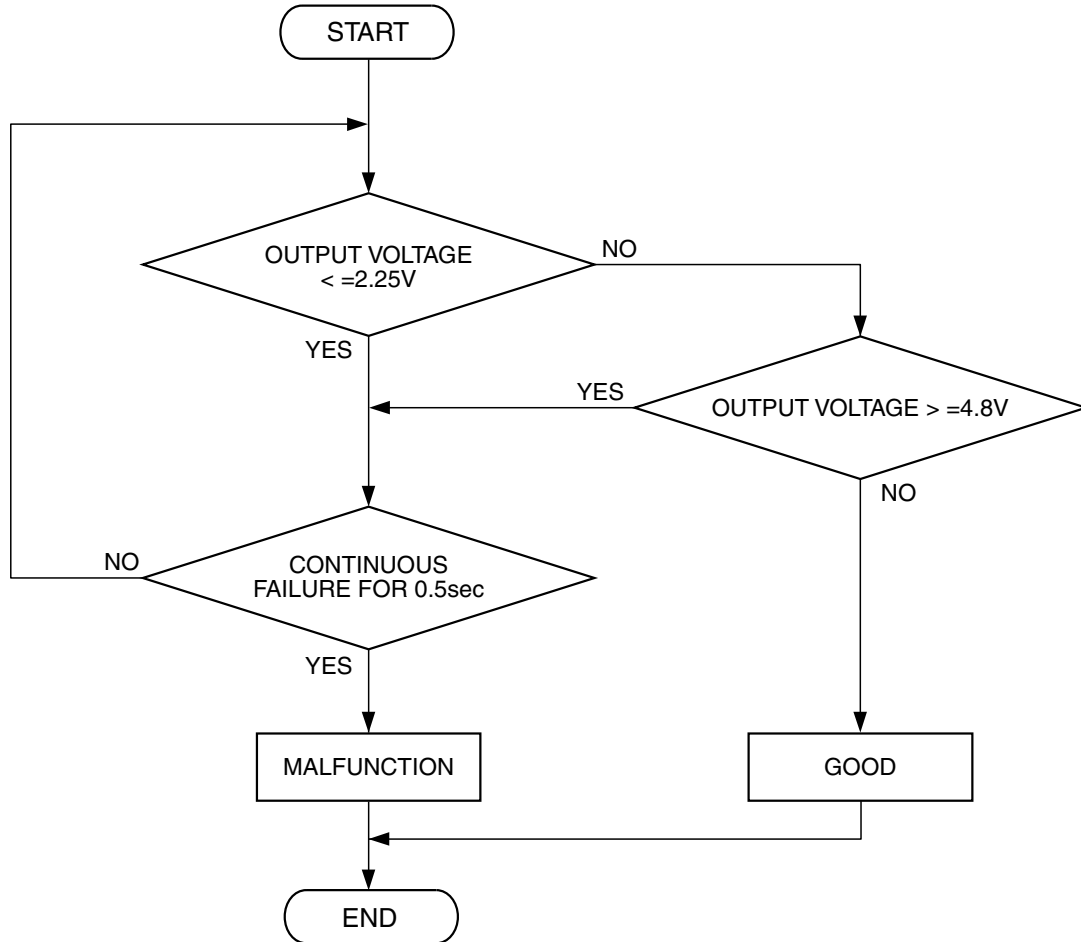 START
OUTPUT VOLTAGE
< =2.25V
NO
YES
YES
OUTPUT VOLTAGE > =4.8V
NO
NO
CONTINUOUS
FAILURE FOR 0.5sec
YES
MALFUNCTION
GOOD
END